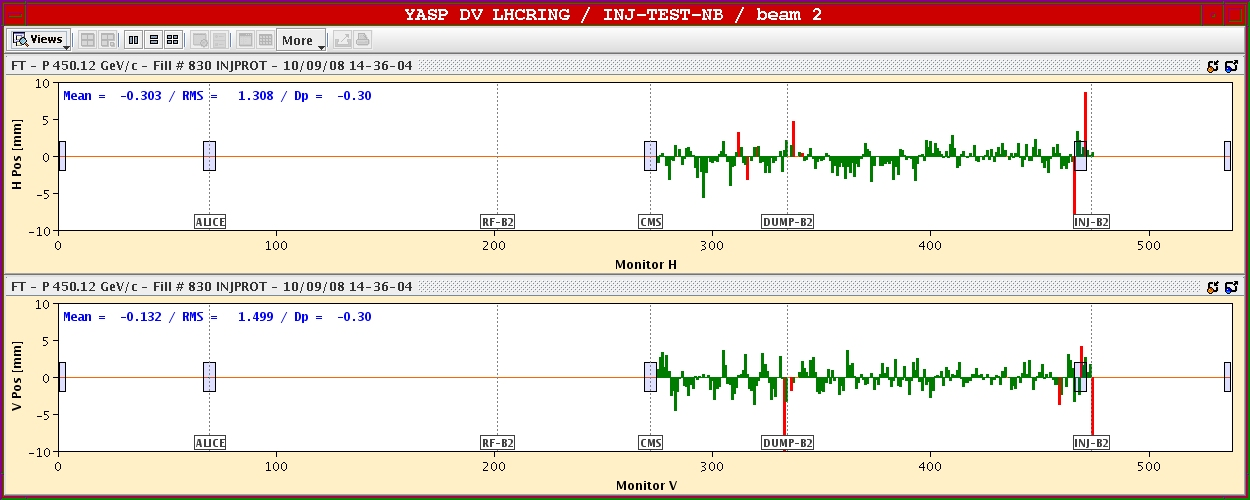 YASP DV LHCRING / INJ-TEST-NB / beam 2
Views More
FT - P 450.12 GeV/c - Fill # 830 INJPROT - 10/09/08 14-36-04
Mean = -0.303 / RMS = 1.308 / Dp = -0.30
H Pos [mm]
10
5
0
-5
-10
ALICE RF-B2 CMS DUMP-B2 INJ-B2
0 100 200 300 400 500
Monitor H
FT - P 450.12 GeV/c - Fill # 830 INJPROT - 10/09/08 14-36-04
Mean = -0.132 / RMS = 1.499 / Dp = -0.30
V Pos [mm]
10
5
0
-5
-10
ALICE RF-B2 CMS DUMP-B2 INJ-B2
0 100 200 300 400 500
Monitor V